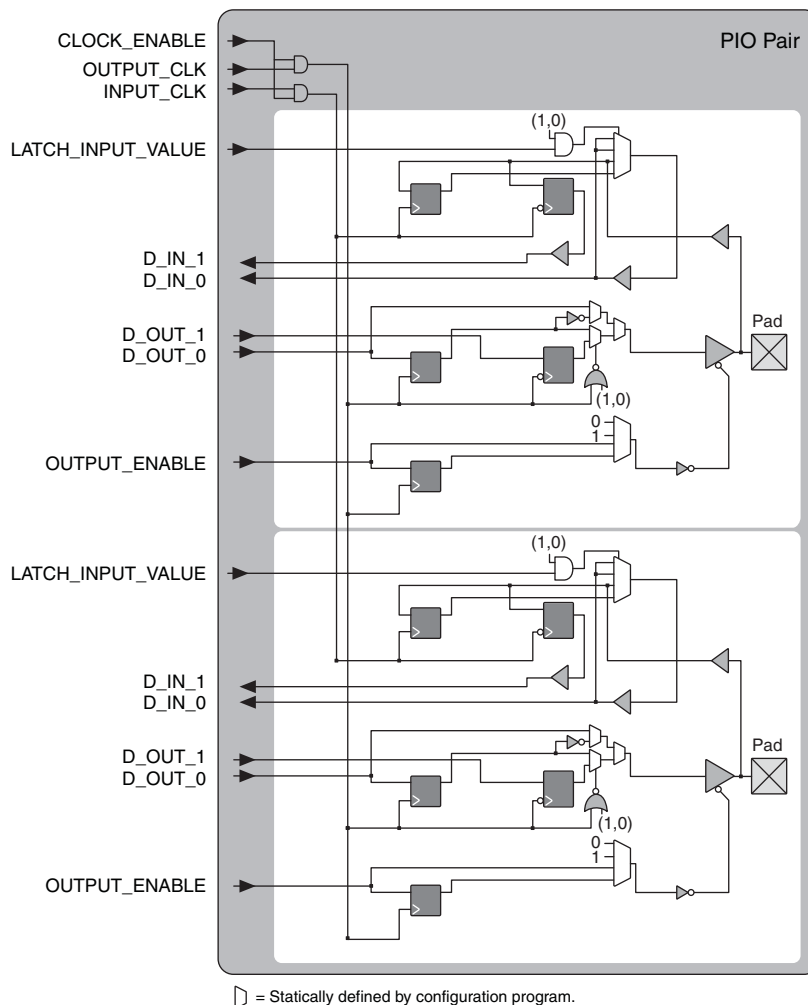 PIO Pair
CLOCK_ENABLE
OUTPUT_CLK
INPUT_CLK
(1,0)
LATCH_INPUT_VALUE
D_IN_1
D_IN_0
D_OUT_1
D_OUT_0
Pad
(1,0)
0
1
OUTPUT_ENABLE
(1,0)
LATCH_INPUT_VALUE
D_IN_1
D_IN_0
D_OUT_1
D_OUT_0
Pad
(1,0)
0
1
OUTPUT_ENABLE
= Statically defined by configuration program.